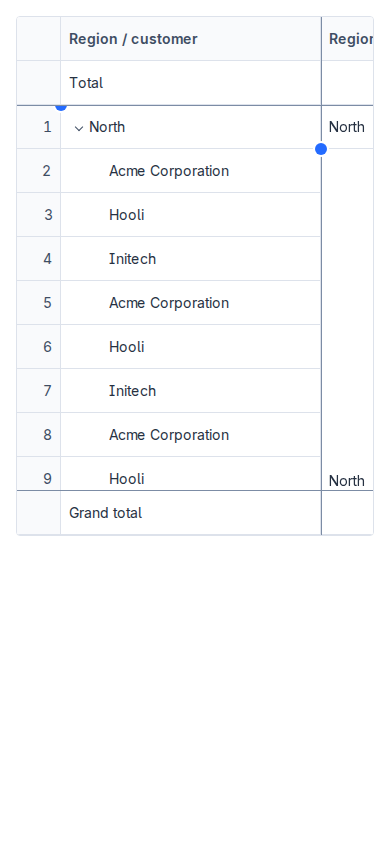 Region / customer Region
Total
1 North North
2 Acme Corporation
3 Hooli
4 Initech
5 Acme Corporation
6 Hooli
7 Initech
8 Acme Corporation
9 Hooli North
Grand total